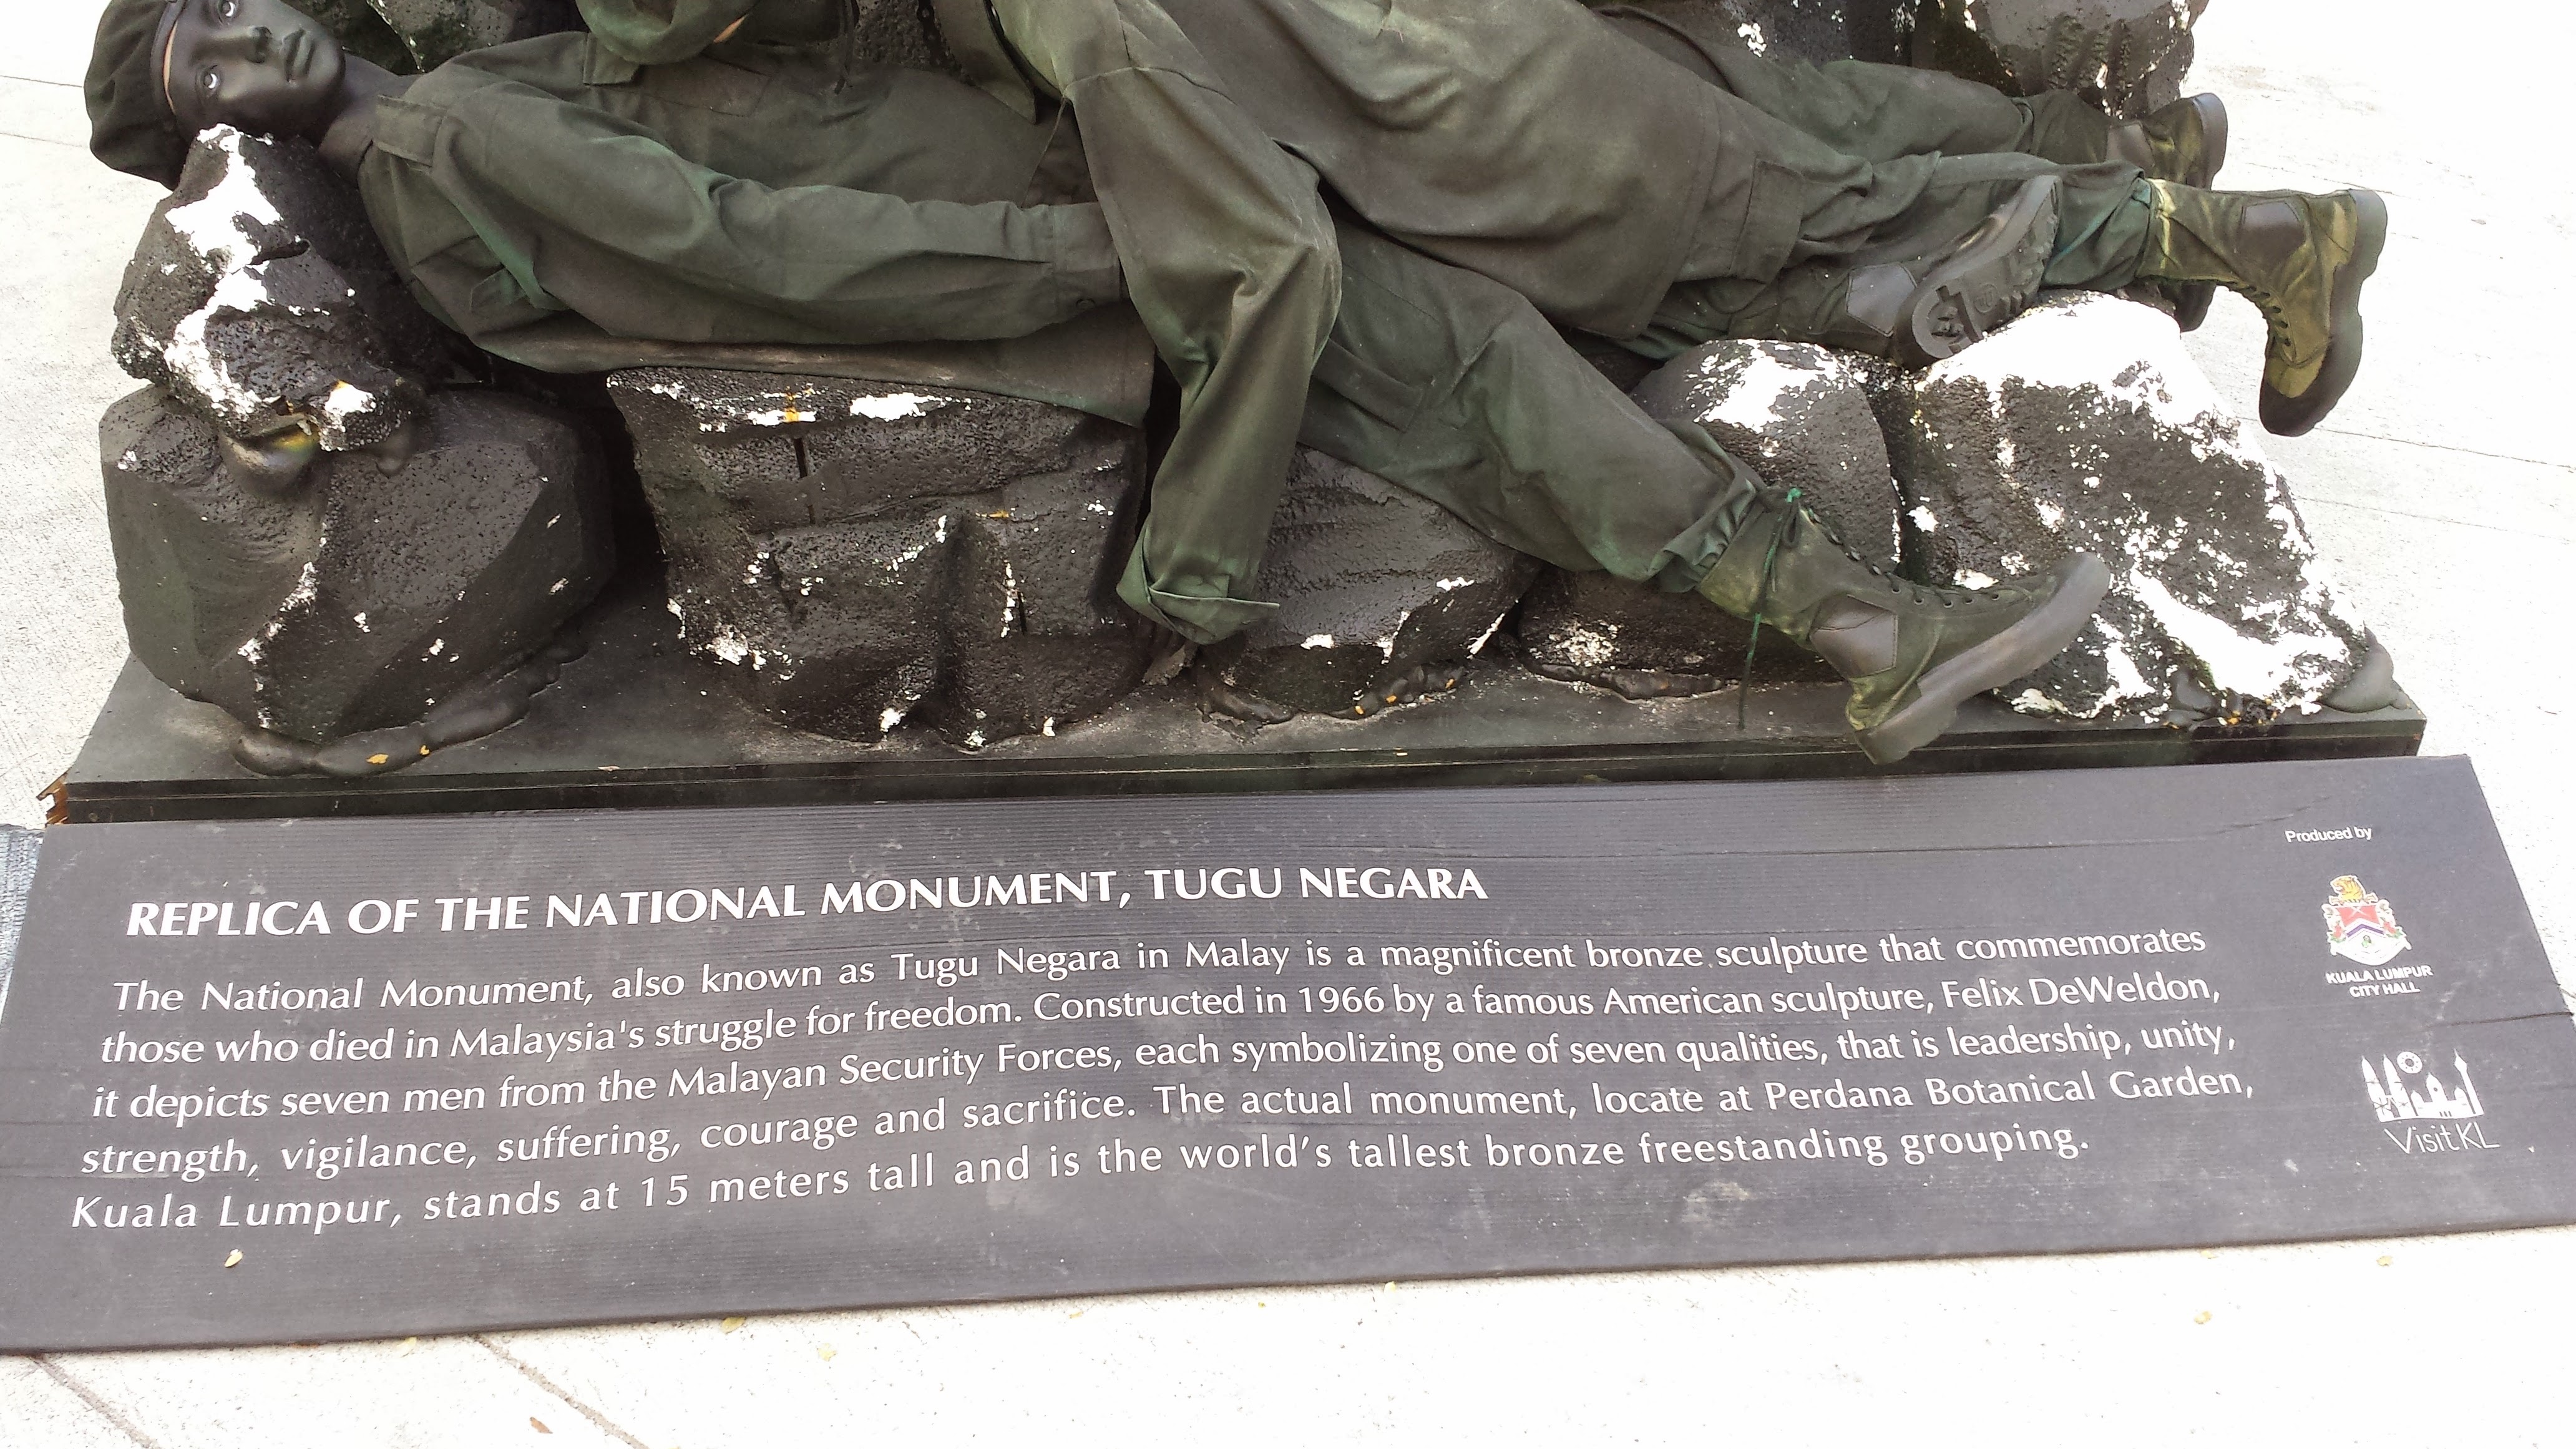 REPLICA OF THE NATIONAL MONUMENT, TUGU NEGARA
The National Monument, also known as Tugu Negara in Malay is a magnificent bronze sculpture that commemorates
those who died in Malaysia's struggle for freedom. Constructed in 1966 by a famous American sculpture, Felix DeWeldon,
it depicts seven men from the Malayan Security Forces, each symbolizing one of seven qualities, that is leadership, unity,
strength, vigilance, suffering, courage and sacrifice. The actual monument, locate at Perdana Botanical Garden,
Kuala Lumpur, stands at 15 meters tall and is the world's tallest bronze freestanding grouping.
Produced by
KUALA LUMPUR
CITY HALL
VisitKL